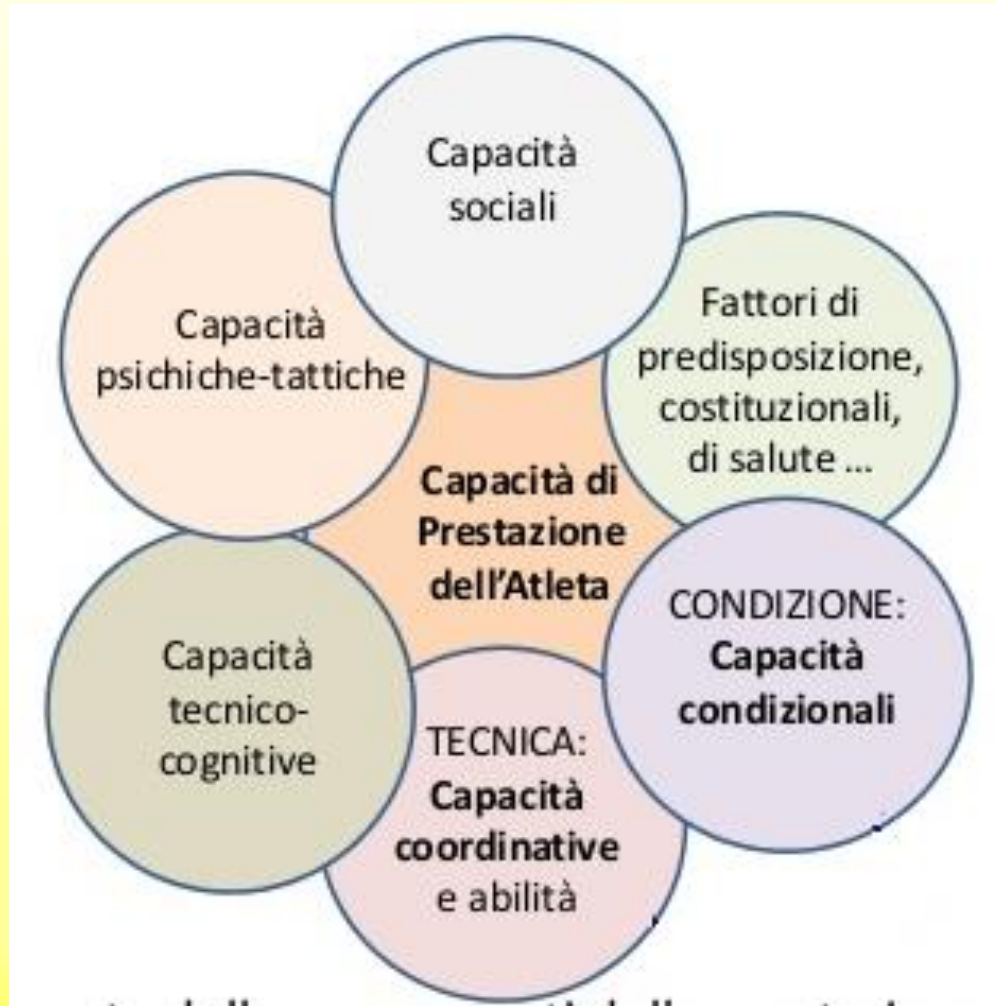 Capacità
sociali
Capacità
psichiche-tattiche
Fattori di
predisposizione,
costituzionali,
di salute ...
Capacità di
Prestazione
dell'Atleta
CONDIZIONE:
Capacità
condizionali
Capacità
tecnico-
cognitive
TECNICA:
Capacità
coordinative
e abilità